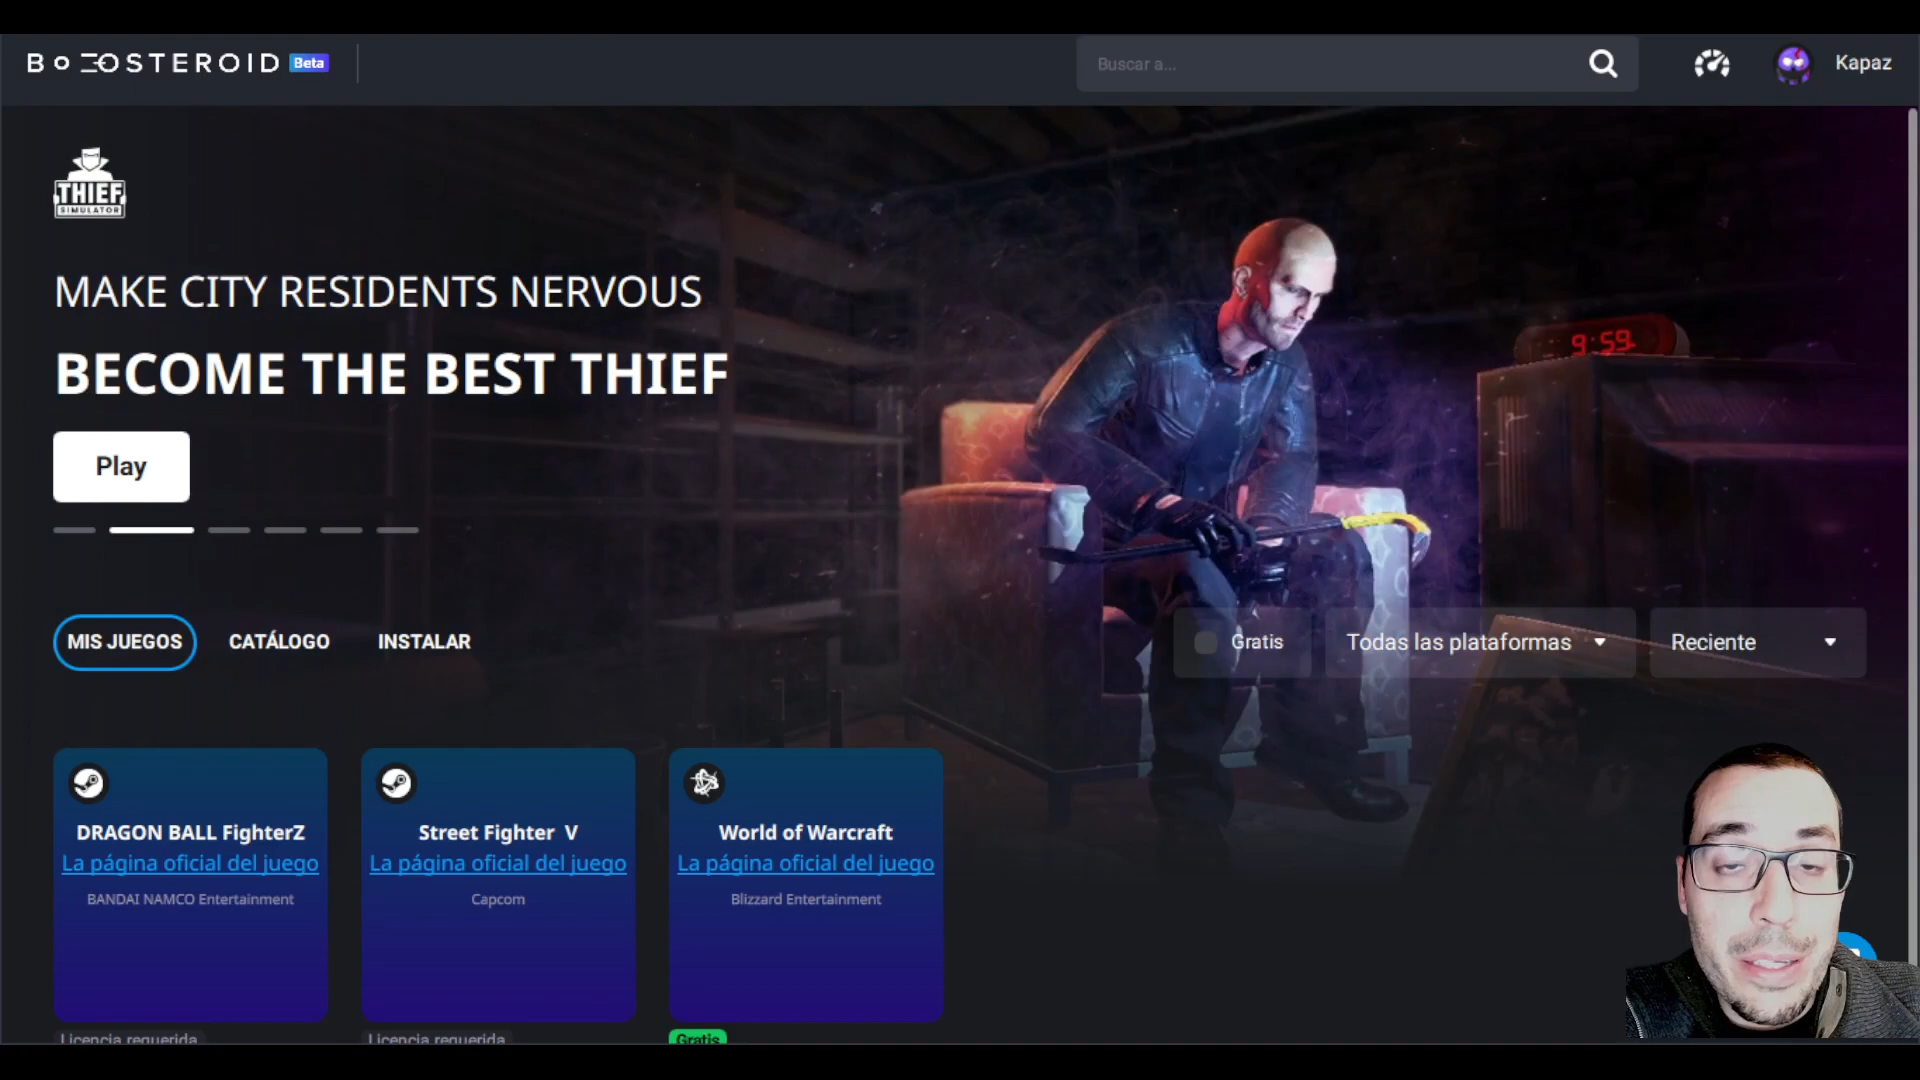 BOOSTEROID Beta
Buscar a...
Kapaz
THIEF
SIMULATOR
MAKE CITY RESIDENTS NERVOUS
BECOME THE BEST THIEF
9:59
Play
MIS JUEGOS
CATÁLOGO
INSTALAR
Gratis
Todas las plataformas
Reciente
DRAGON BALL FighterZ
La página oficial del juego
BANDAI NAMCO Entertainment
Street Fighter V
La página oficial del juego
Capcom
World of Warcraft
La página oficial del juego
Blizzard Entertainment
Licencia requerida
Licencia requerida
Gratis